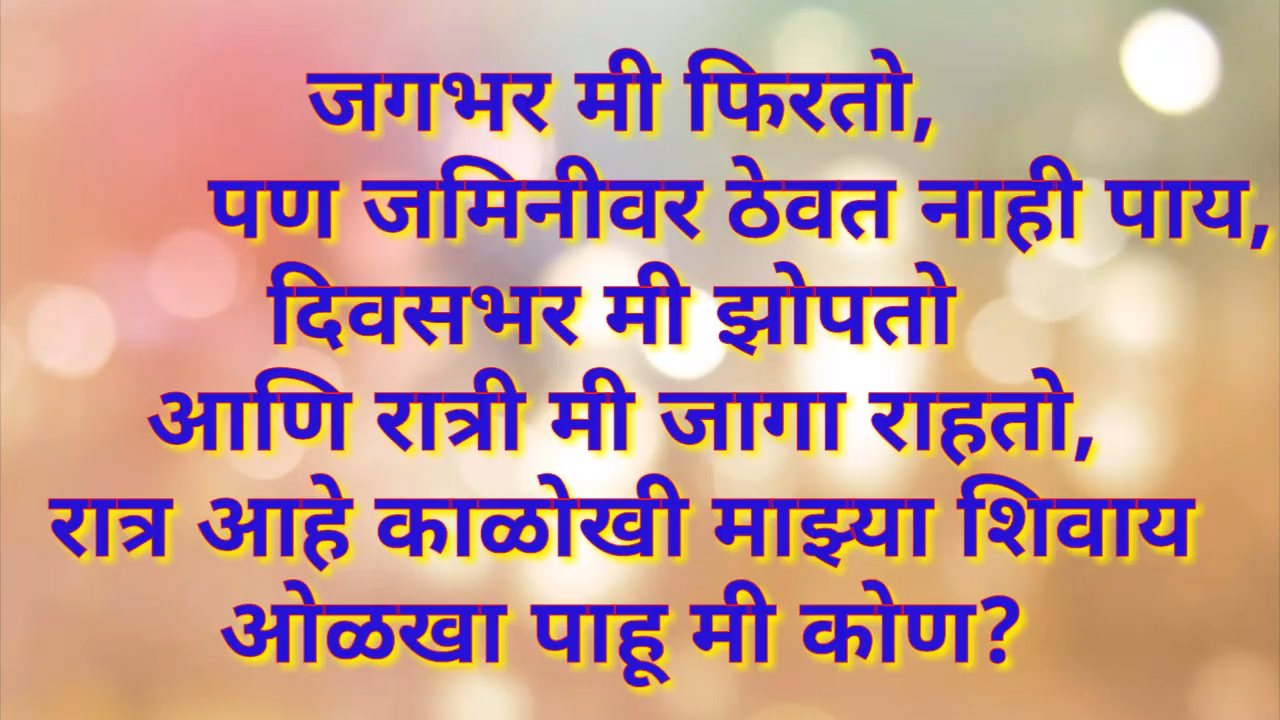 जगभर मी फिरतो,
पण जमिनीवर ठेवत नाही पाय,
दिवसभर मी झोपतो
आणि रात्री मी जागा राहतो,
रात्र आहे काळोखी माझ्या शिवाय
ओळखा पाहू मी कोण?